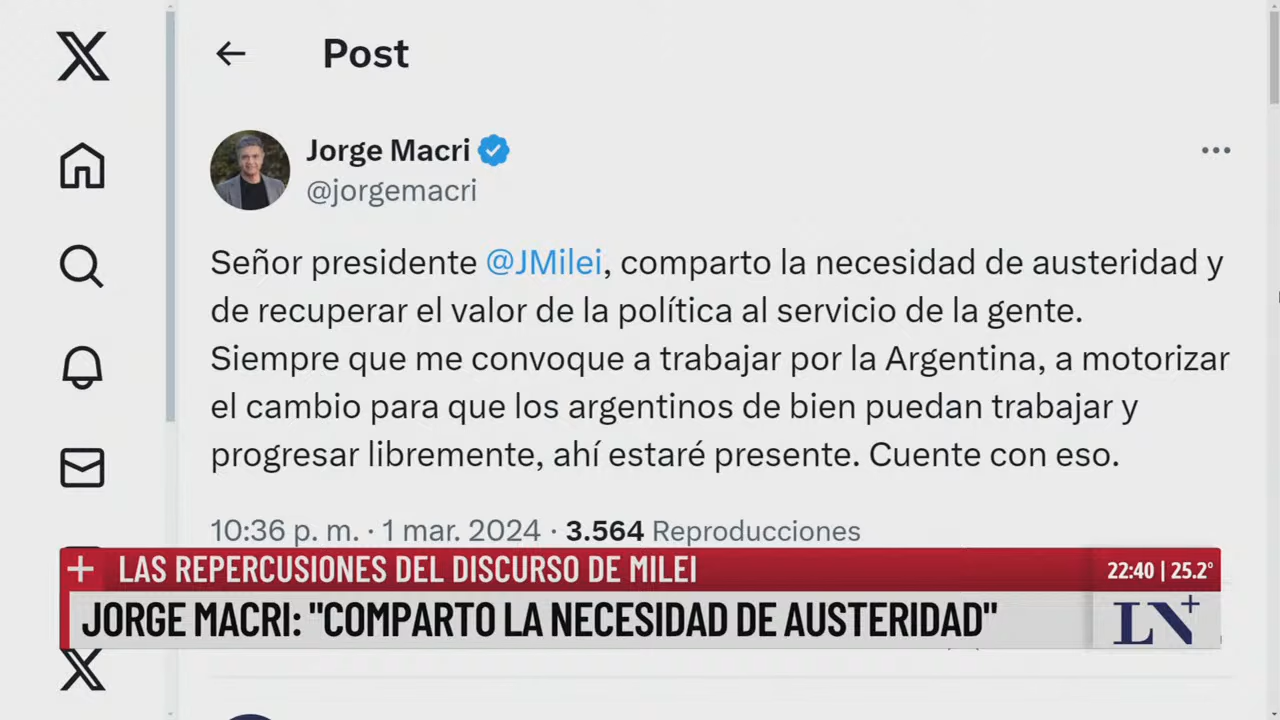 Post
Jorge Macri
@jorgemacri
Señor presidente @JMilei, comparto la necesidad de austeridad y
de recuperar el valor de la política al servicio de la gente.
Siempre que me convoque a trabajar por la Argentina, a motorizar
el cambio para que los argentinos de bien puedan trabajar y
progresar libremente, ahí estaré presente. Cuente con eso.
10:36 p. m. · 1 mar. 2024 · 3.564 Reproducciones
LAS REPERCUSIONES DEL DISCURSO DE MILEI
22:40 | 25.2°
JORGE MACRI: "COMPARTO LA NECESIDAD DE AUSTERIDAD"
LN+